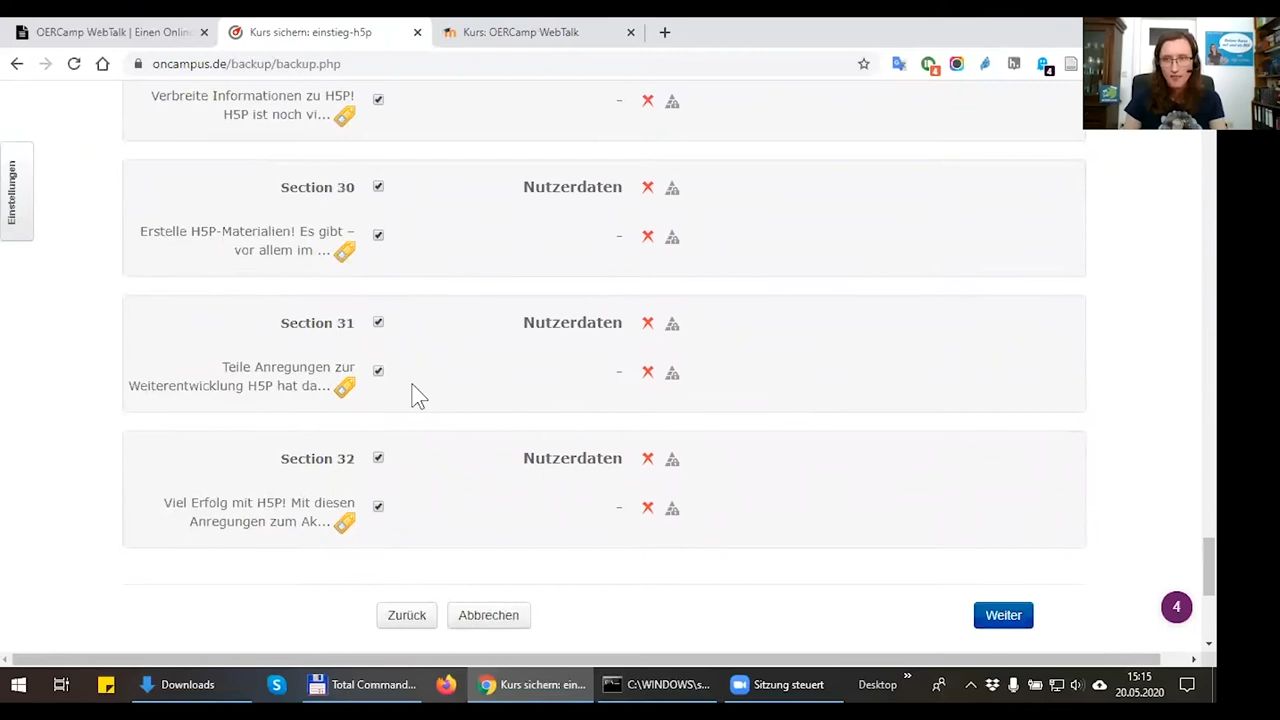 OERCamp WebTalk | Einen Onlin
Kurs sichern: einstieg-h5p
Kurs: OERCamp WebTalk
oncampus.de/backup/backup.php
4
4
Einstellungen
Verbreite Informationen zu H5P!
H5P ist noch vi...
–
Section 30
Nutzerdaten
Erstelle H5P-Materialien! Es gibt –
vor allem im ...
–
Section 31
Nutzerdaten
Teile Anregungen zur
Weiterentwicklung H5P hat da...
–
Section 32
Nutzerdaten
Viel Erfolg mit H5P! Mit diesen
Anregungen zum Ak...
–
Zurück
Abbrechen
Weiter
4
Downloads
Total Command...
Kurs sichern: ein...
C:\WINDOWS\s...
Sitzung steuert
Desktop
15:15
20.05.2020